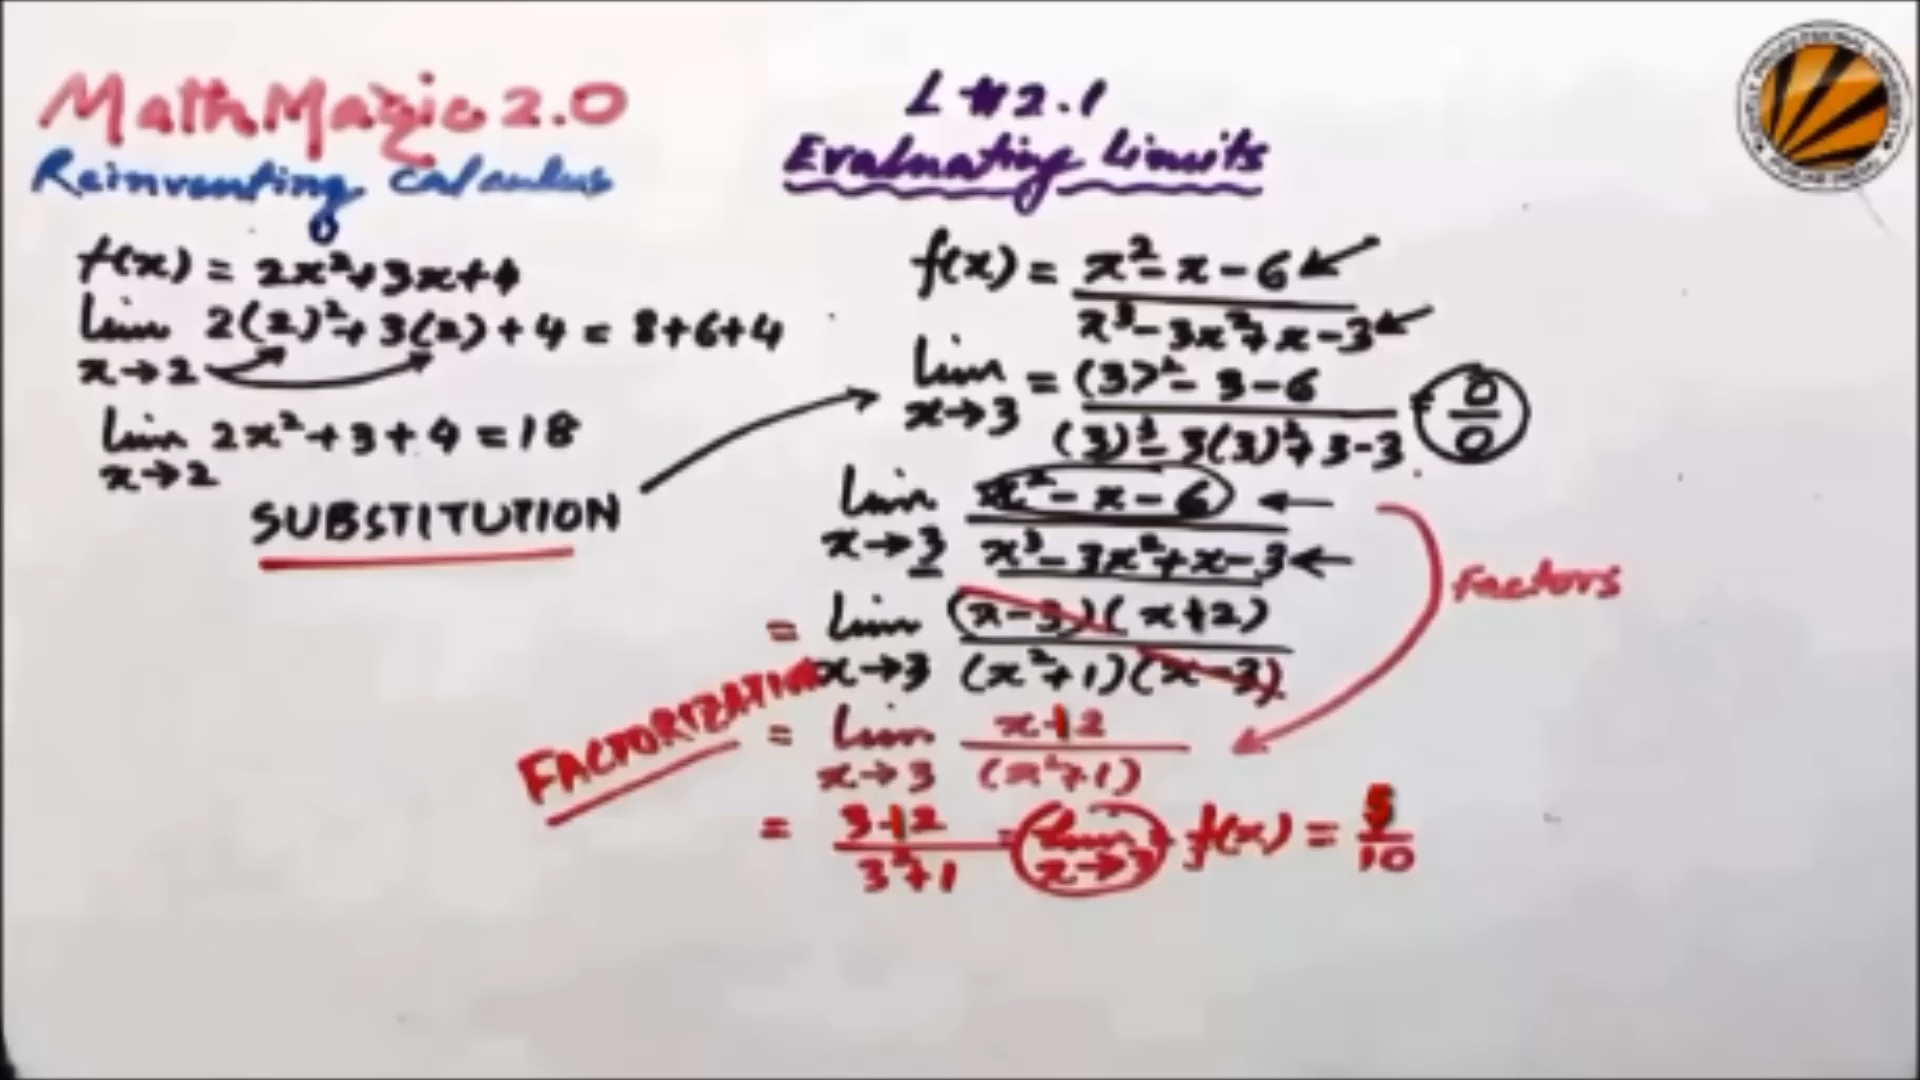 MathMagic 2.0
Reinventing Calculus
f(x) = 2x²+3x+4
lim 2(2)²+3(2)+4 = 8+6+4
x→2
lim 2x²+3+4 = 18
x→2
SUBSTITUTION
L#2.1
Evaluating Limits
f(x) = x²-x-6
x³-3x²+x-3
lim = (3)²-3-6 = 0
x→3 (3)³-3(3)²+3-3 0
lim x²-x-6
x→3 x³-3x²+x-3
Factors
= lim (x-3)(x+2)
x→3 (x²+1)(x-3)
FACTORIZATION
= lim x+2
x→3 (x²+1)
= 3+2 = lim f(x) = 5
3²+1 x→3 10